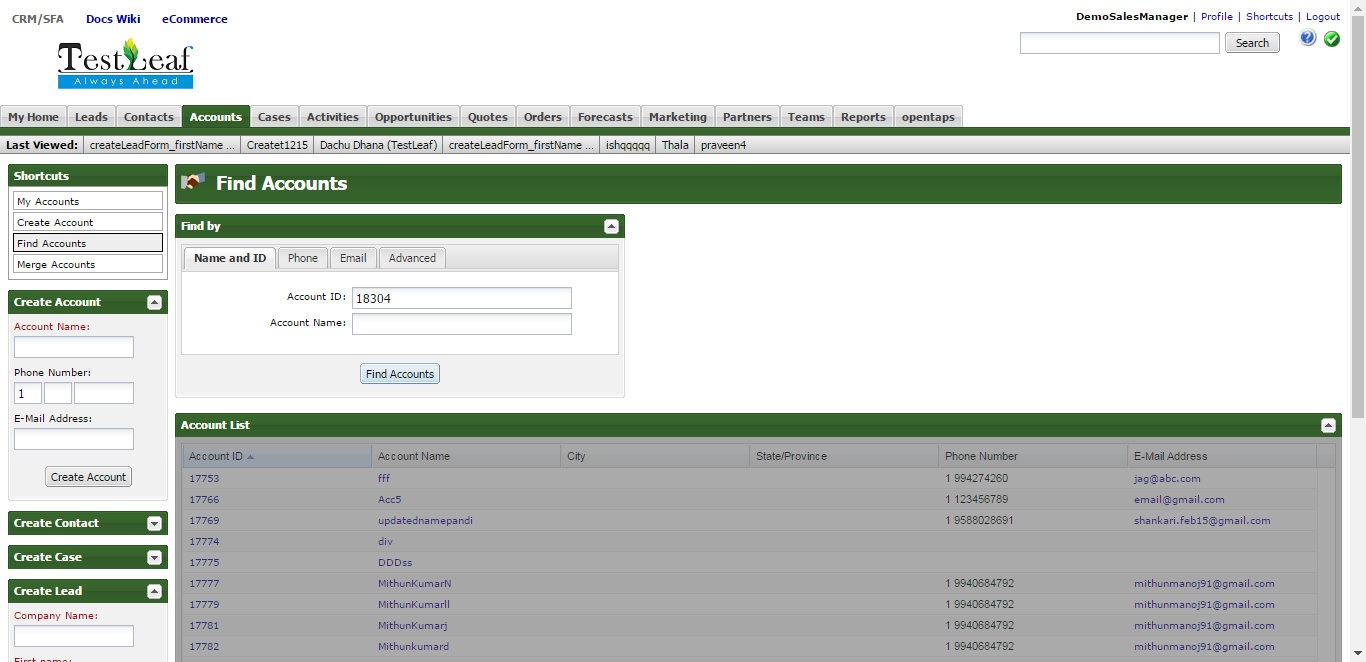 CRM/SFA Docs Wiki eCommerce
DemoSalesManager | Profile | Shortcuts | Logout
TestLeaf
Always Ahead
Search
My Home Leads Contacts Accounts Cases Activities Opportunities Quotes Orders Forecasts Marketing Partners Teams Reports opentaps
Last Viewed: createLeadForm_firstName ... Createt1215 Dachu Dhana (TestLeaf) createLeadForm_firstName ... ishqqqqq Thala praveen4
Shortcuts
My Accounts
Create Account
Find Accounts
Merge Accounts
Create Account
Account Name:
Phone Number:
1
E-Mail Address:
Create Account
Create Contact
Create Case
Create Lead
Company Name:
First name:
Find Accounts
Find by
Name and ID Phone Email Advanced
Account ID: 18304
Account Name:
Find Accounts
Account List
Account ID Account Name City State/Province Phone Number E-Mail Address
17753 fff 1 994274260 jag@abc.com
17766 Acc5 1 123456789 email@gmail.com
17769 updatednamepandi 1 9588028691 shankari.feb15@gmail.com
17774 div
17775 DDDss
17777 MithunKumarN 1 9940684792 mithunmanoj91@gmail.com
17779 MithunKumarll 1 9940684792 mithunmanoj91@gmail.com
17781 MithunKumarj 1 9940684792 mithunmanoj91@gmail.com
17782 Mithunkumard 1 9940684792 mithunmanoj91@gmail.com